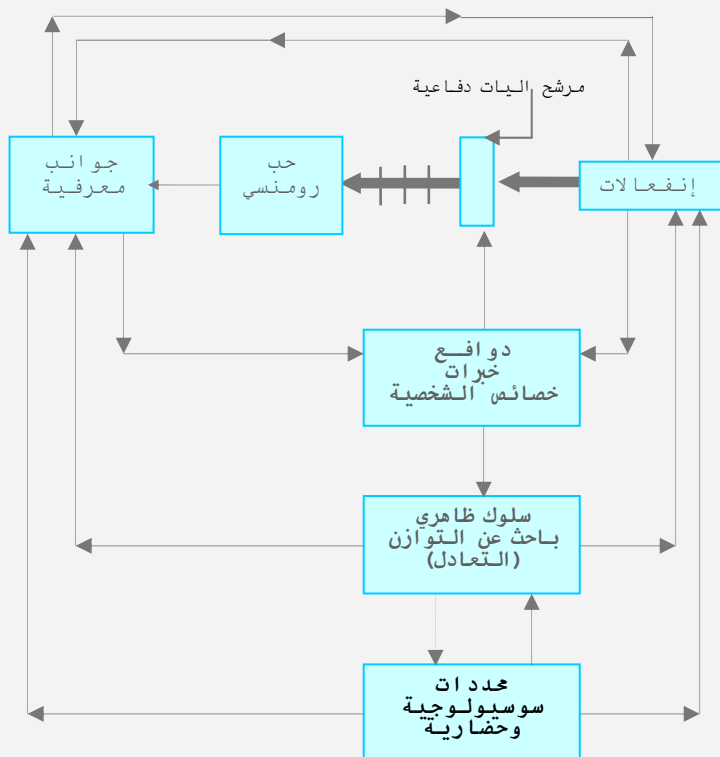 مرشح اليات دفاعية
إنفعالات
حب
رومنسي
جوانب
معرفية
دوافع
خبرات
خصائص الشخصية
سلوك ظاهري
باحث عن التوازن
(التعادل)
محددات
سوسيولوجية
وحضارية